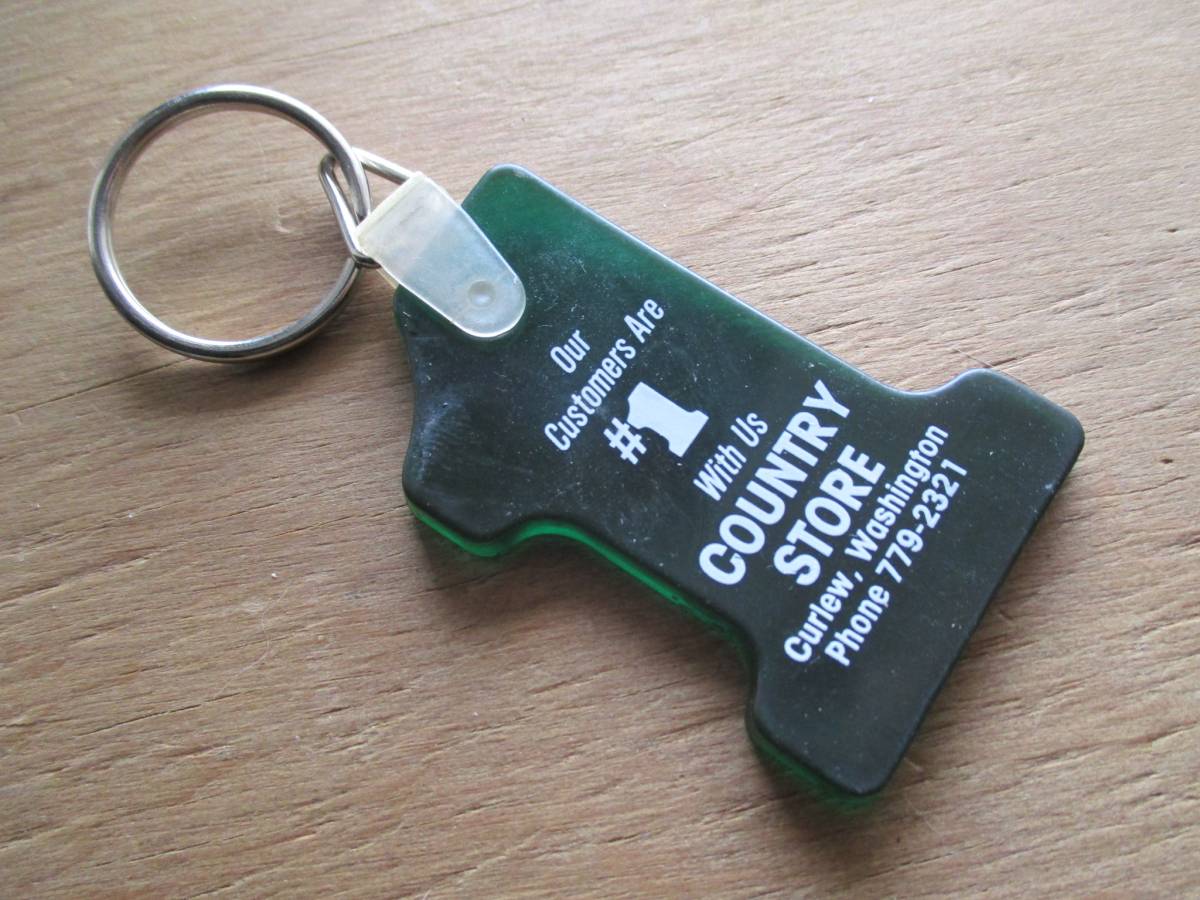 Our
Customers Are
#1
With Us
COUNTRY
STORE
Curlew, Washington
Phone 779-2321